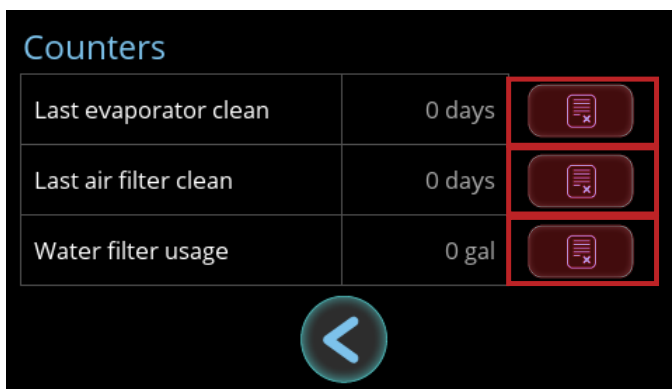 Counters
Last evaporator clean 0 days
Last air filter clean 0 days
Water filter usage 0 gal